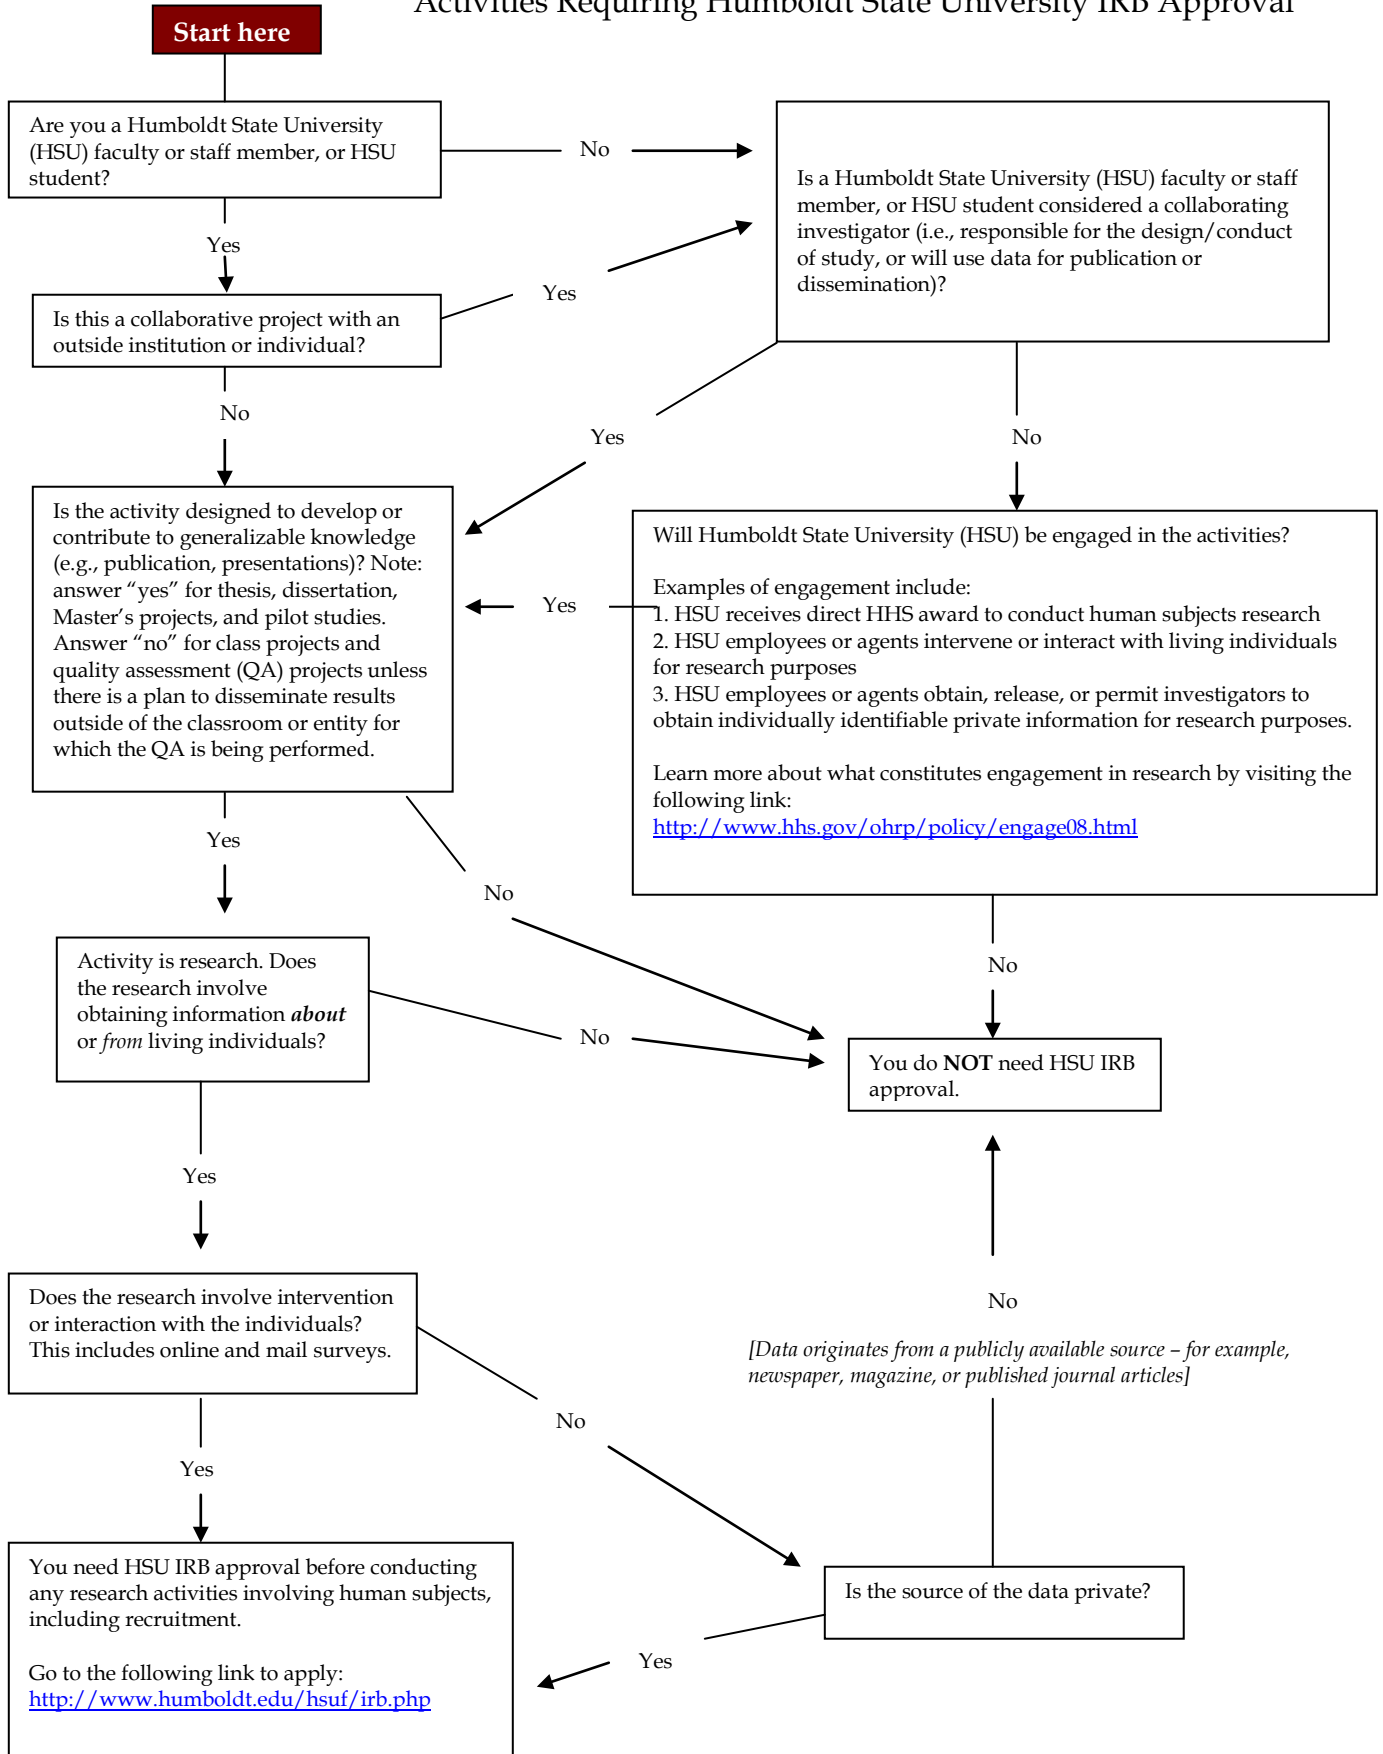 Activities Requiring Humboldt State University IRB Approval
Start here
Are you a Humboldt State University
(HSU) faculty or staff member, or HSU
student?
No
Is a Humboldt State University (HSU) faculty or staff
member, or HSU student considered a collaborating
investigator (i.e., responsible for the design/conduct
of study, or will use data for publication or
dissemination)?
Yes
Yes
Is this a collaborative project with an
outside institution or individual?
No
Yes
No
Is the activity designed to develop or
contribute to generalizable knowledge
(e.g., publication, presentations)? Note:
answer “yes” for thesis, dissertation,
Master’s projects, and pilot studies.
Answer “no” for class projects and
quality assessment (QA) projects unless
there is a plan to disseminate results
outside of the classroom or entity for
which the QA is being performed.
Yes
Will Humboldt State University (HSU) be engaged in the activities?
Examples of engagement include:
1. HSU receives direct HHS award to conduct human subjects research
2. HSU employees or agents intervene or interact with living individuals
for research purposes
3. HSU employees or agents obtain, release, or permit investigators to
obtain individually identifiable private information for research purposes.
Learn more about what constitutes engagement in research by visiting the
following link:
http://www.hhs.gov/ohrp/policy/engage08.html
Yes
No
No
Activity is research. Does
the research involve
obtaining information about
or from living individuals?
No
You do NOT need HSU IRB
approval.
Yes
Does the research involve intervention
or interaction with the individuals?
This includes online and mail surveys.
No
[Data originates from a publicly available source – for example,
newspaper, magazine, or published journal articles]
No
Yes
You need HSU IRB approval before conducting
any research activities involving human subjects,
including recruitment.
Go to the following link to apply:
http://www.humboldt.edu/hsuf/irb.php
Is the source of the data private?
Yes